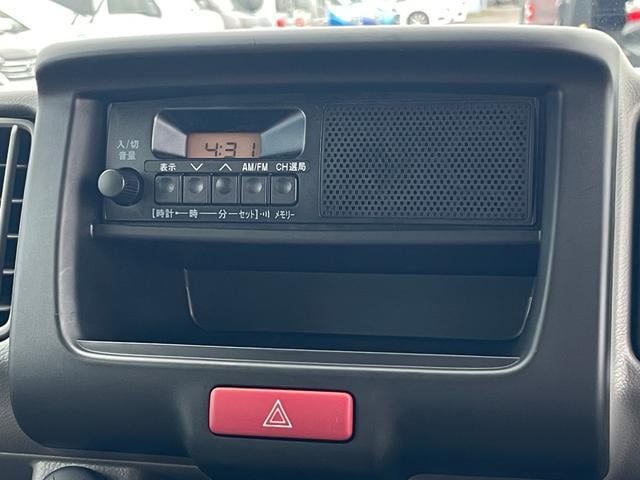 入/切
音量
4:31
表示 ∨ ∧ AM/FM CH選局
[時計•ー時ー分ーセット]•))) メモリー